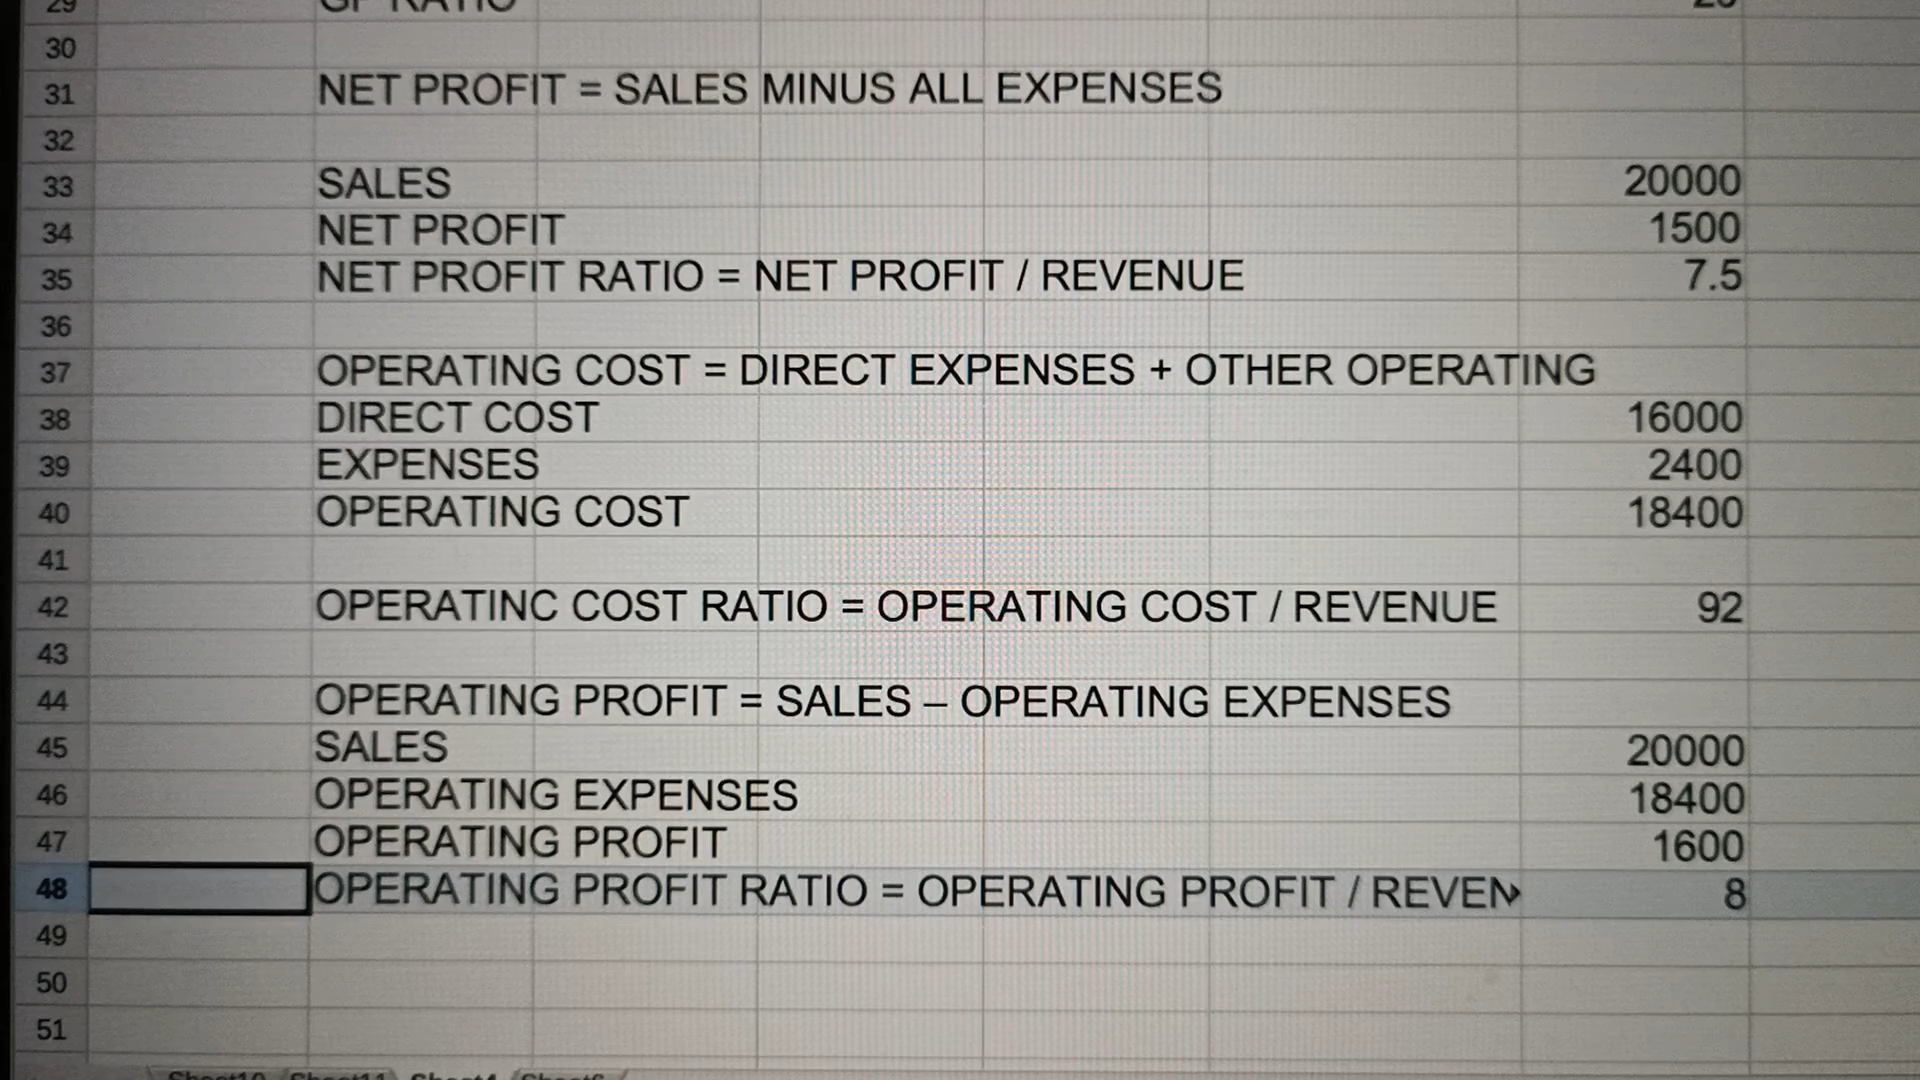 29 GP RATIO 20
30
31 NET PROFIT = SALES MINUS ALL EXPENSES
32
33 SALES 20000
34 NET PROFIT 1500
35 NET PROFIT RATIO = NET PROFIT / REVENUE 7.5
36
37 OPERATING COST = DIRECT EXPENSES + OTHER OPERATING
38 DIRECT COST 16000
39 EXPENSES 2400
40 OPERATING COST 18400
41
42 OPERATINC COST RATIO = OPERATING COST / REVENUE 92
43
44 OPERATING PROFIT = SALES – OPERATING EXPENSES
45 SALES 20000
46 OPERATING EXPENSES 18400
47 OPERATING PROFIT 1600
48 OPERATING PROFIT RATIO = OPERATING PROFIT / REVEN 8
49
50
51